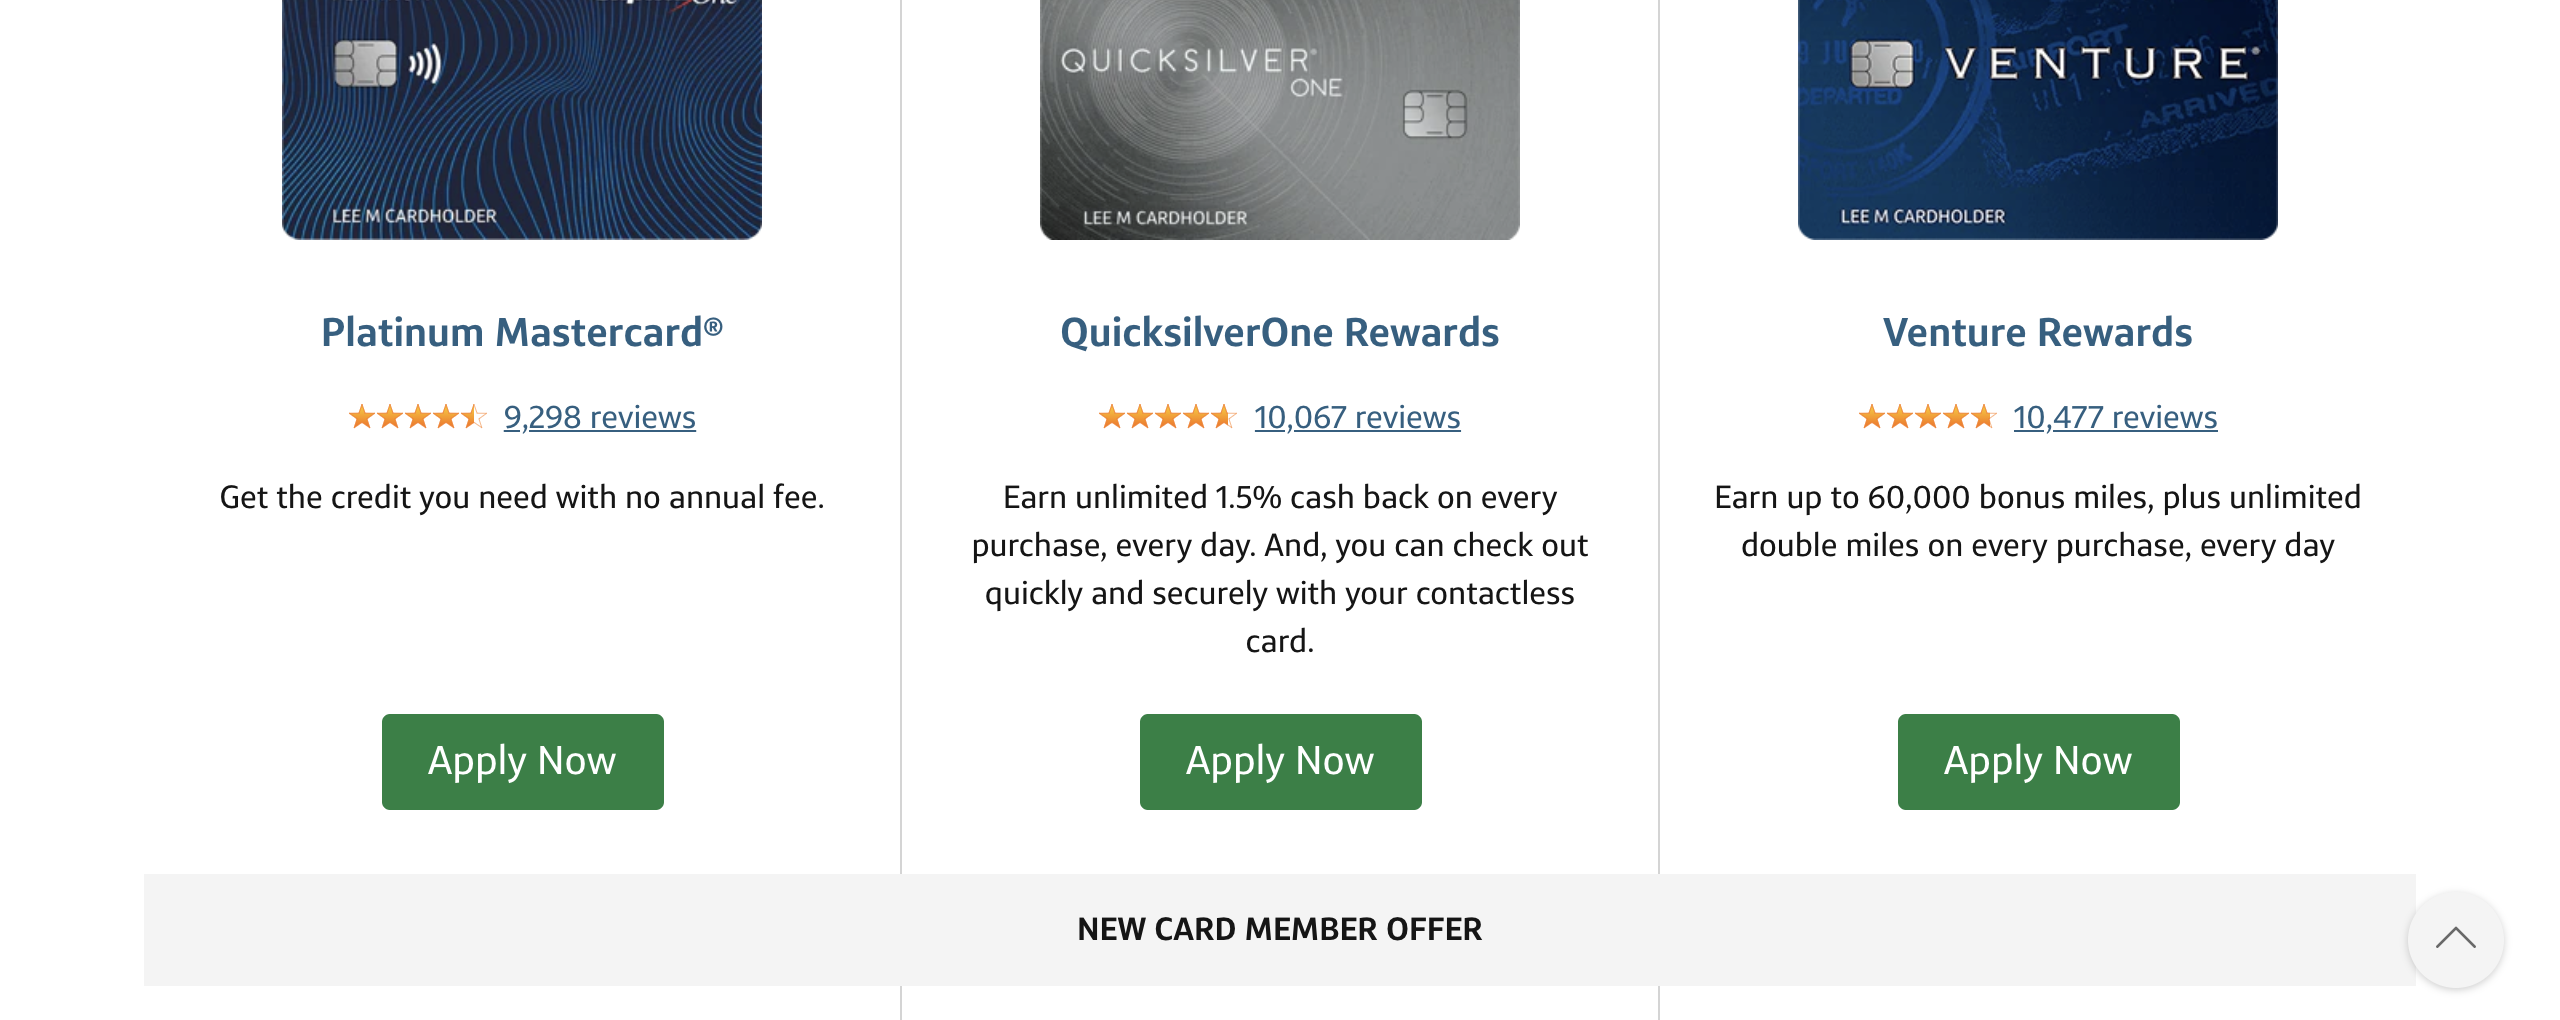 One
QUICKSILVER®
ONE
VENTURE®
DEPARTED
ARRIVED
LEE M CARDHOLDER
LEE M CARDHOLDER
LEE M CARDHOLDER
Platinum Mastercard®
9,298 reviews
Get the credit you need with no annual fee.
Apply Now
QuicksilverOne Rewards
10,067 reviews
Earn unlimited 1.5% cash back on every
purchase, every day. And, you can check out
quickly and securely with your contactless
card.
Apply Now
Venture Rewards
10,477 reviews
Earn up to 60,000 bonus miles, plus unlimited
double miles on every purchase, every day
Apply Now
NEW CARD MEMBER OFFER